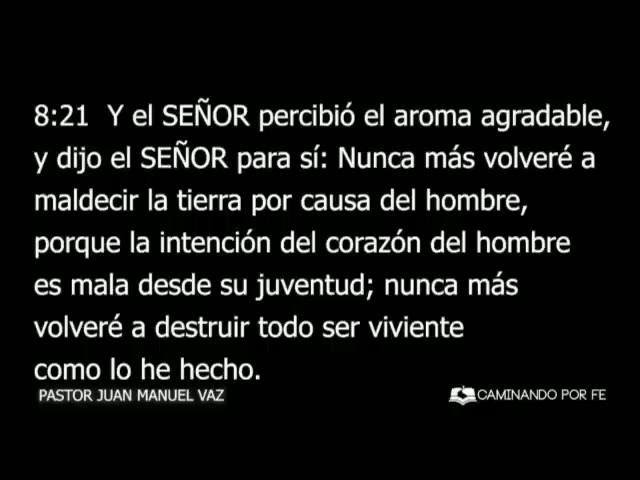 8:21 Y el SEÑOR percibió el aroma agradable,
y dijo el SEÑOR para sí: Nunca más volveré a
maldecir la tierra por causa del hombre,
porque la intención del corazón del hombre
es mala desde su juventud; nunca más
volveré a destruir todo ser viviente
como lo he hecho.
PASTOR JUAN MANUEL VAZ
CAMINANDO POR FE